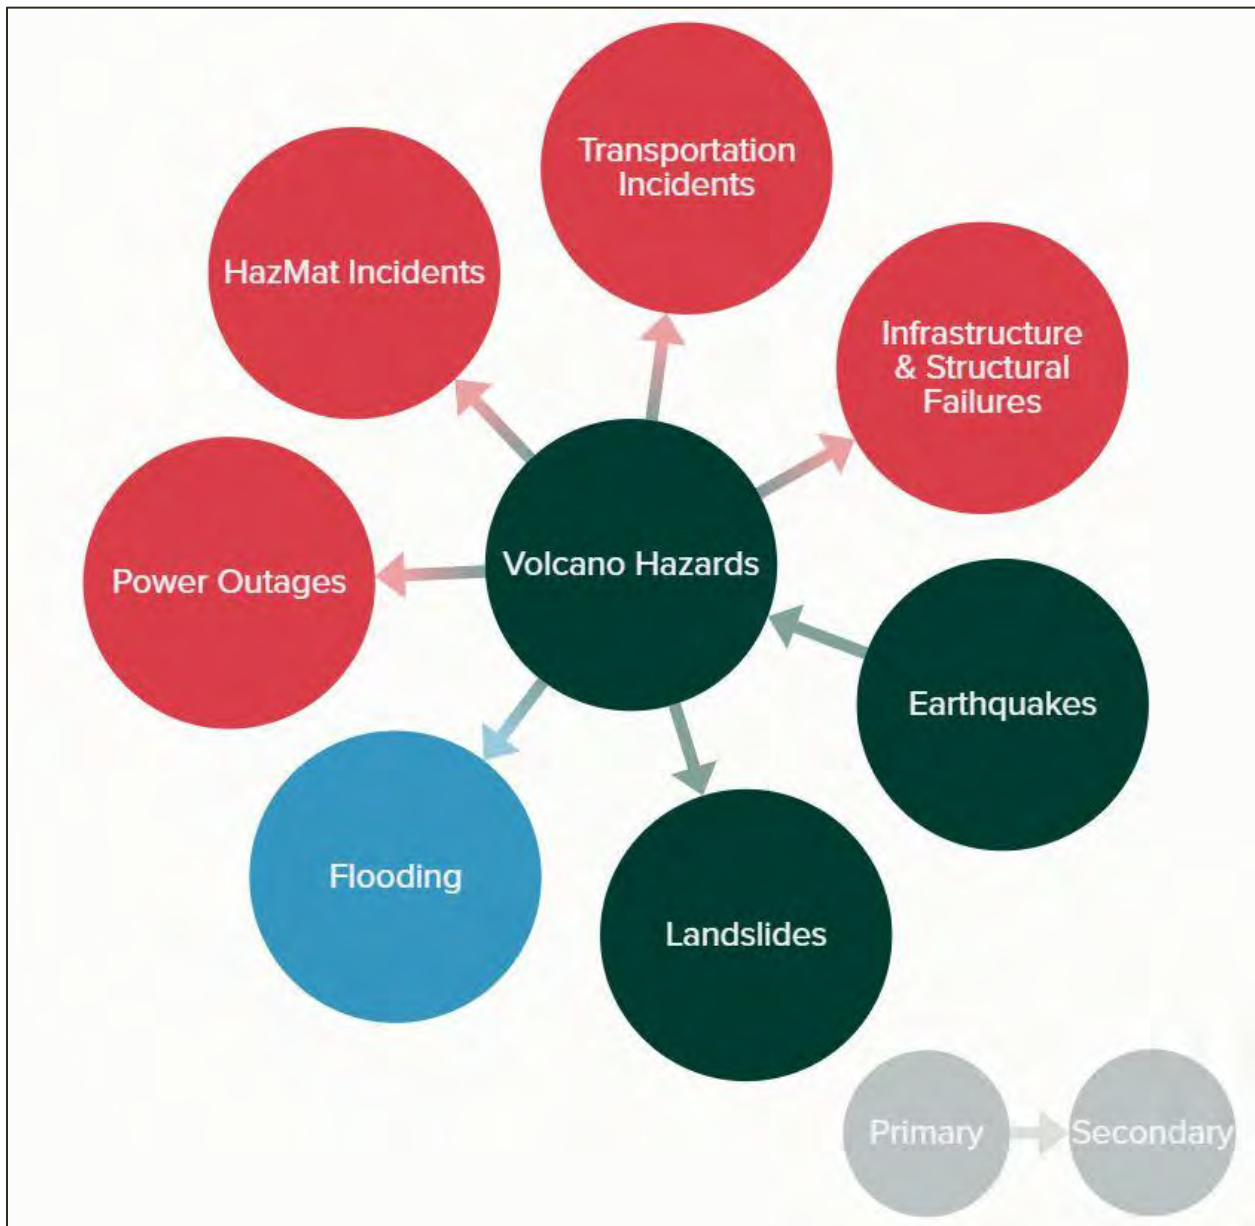 Transportation
Incidents
HazMat Incidents
Infrastructure
& Structural
Failures
Volcano Hazards
Power Outages
Earthquakes
Flooding
Landslides
Primary
Secondary